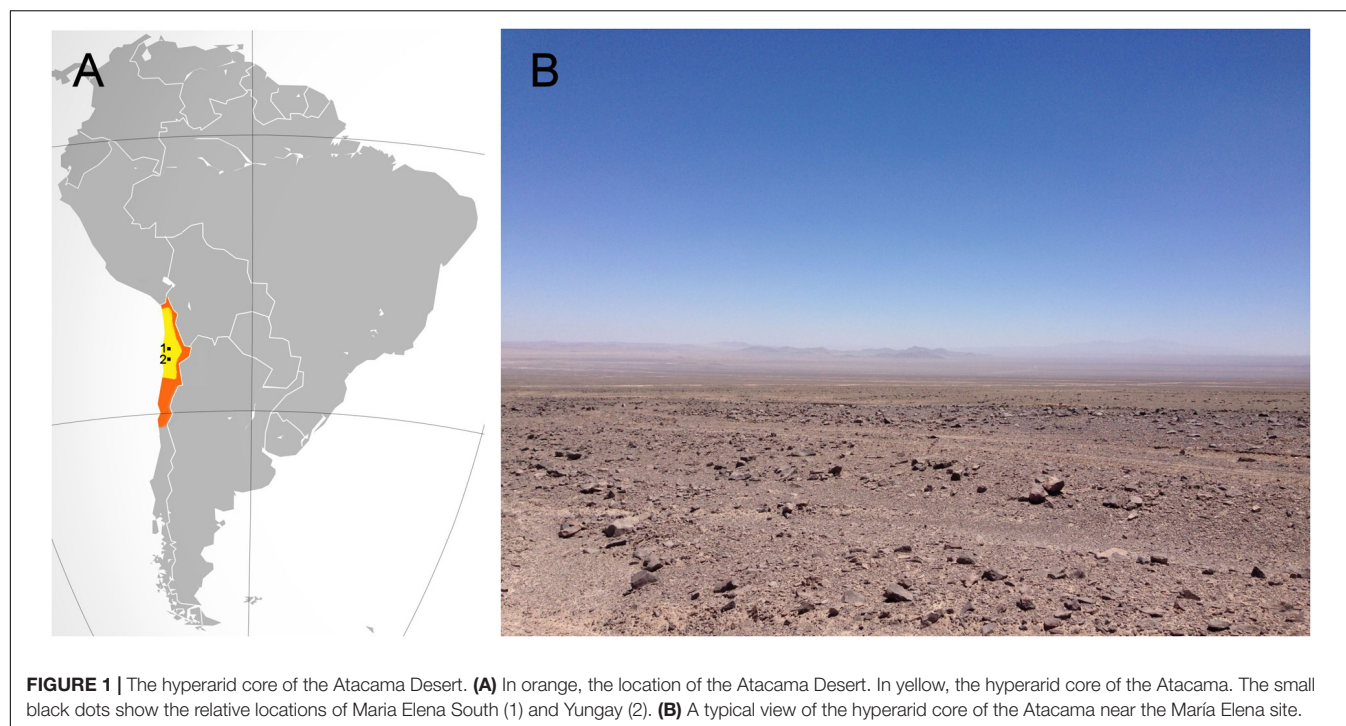 A
B
1
2
FIGURE 1 | The hyperarid core of the Atacama Desert. (A) In orange, the location of the Atacama Desert. In yellow, the hyperarid core of the Atacama. The small
black dots show the relative locations of Maria Elena South (1) and Yungay (2). (B) A typical view of the hyperarid core of the Atacama near the María Elena site.